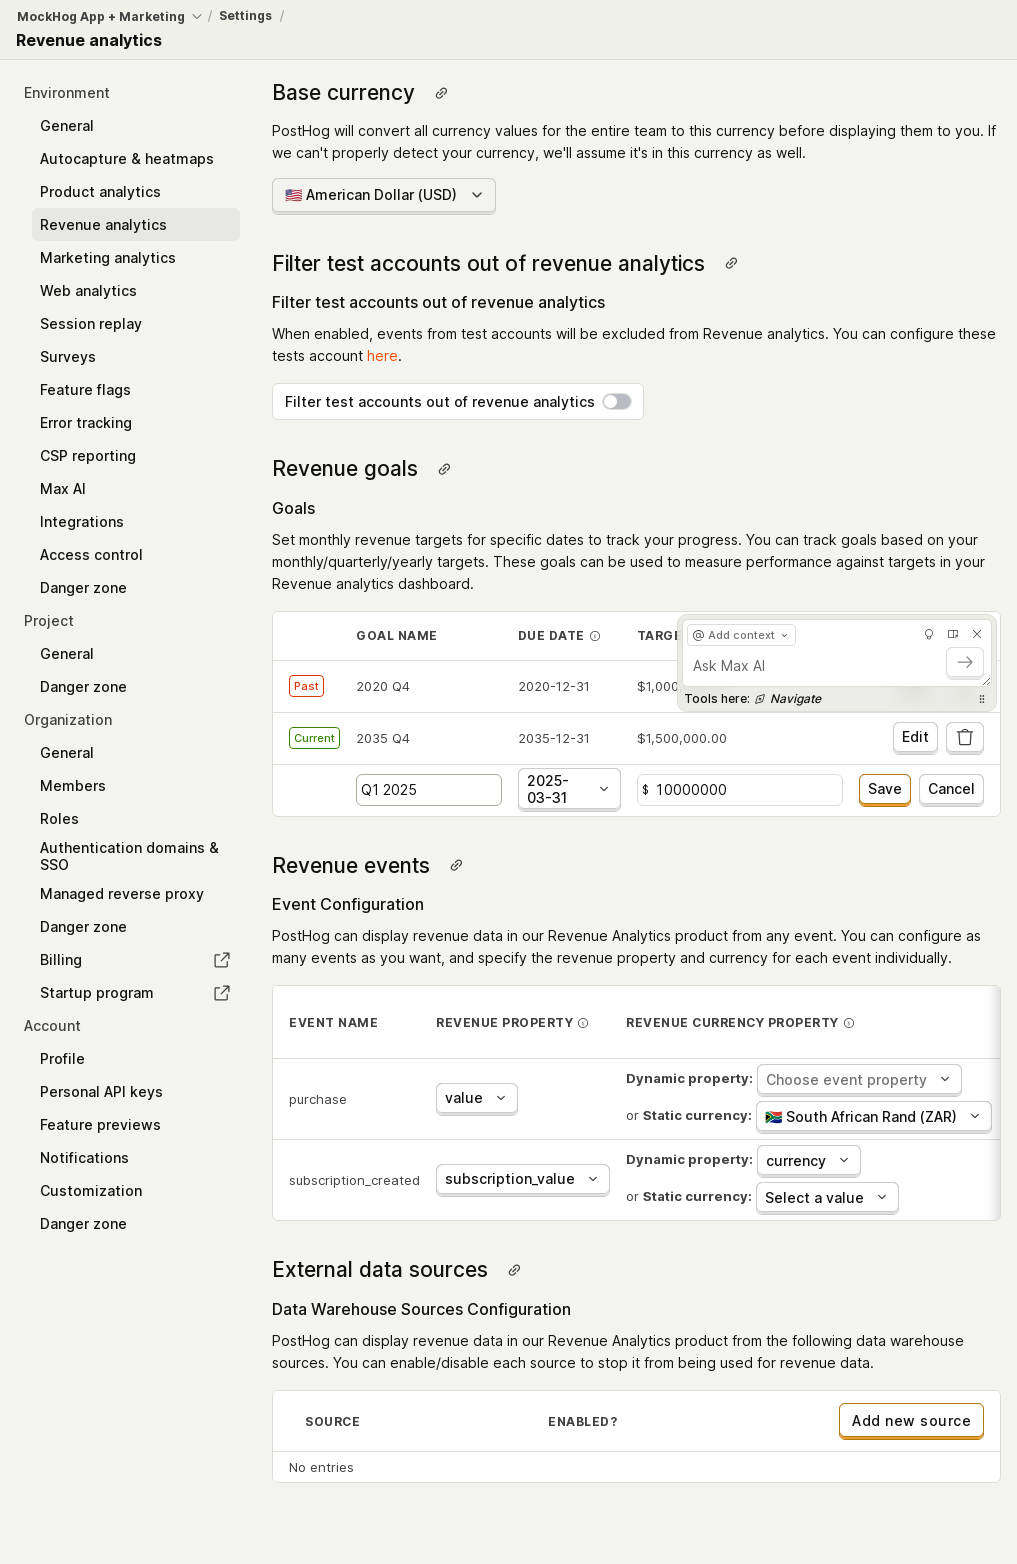 MockHog App + Marketing / Settings /
Revenue analytics
Environment
General
Autocapture & heatmaps
Product analytics
Revenue analytics
Marketing analytics
Web analytics
Session replay
Surveys
Feature flags
Error tracking
CSP reporting
Max AI
Integrations
Access control
Danger zone
Project
General
Danger zone
Organization
General
Members
Roles
Authentication domains &
SSO
Managed reverse proxy
Danger zone
Billing
Startup program
Account
Profile
Personal API keys
Feature previews
Notifications
Customization
Danger zone
Base currency
PostHog will convert all currency values for the entire team to this currency before displaying them to you. If
we can't properly detect your currency, we'll assume it's in this currency as well.
🇺🇸 American Dollar (USD)
Filter test accounts out of revenue analytics
Filter test accounts out of revenue analytics
When enabled, events from test accounts will be excluded from Revenue analytics. You can configure these
tests account here.
Filter test accounts out of revenue analytics
Revenue goals
Goals
Set monthly revenue targets for specific dates to track your progress. You can track goals based on your
monthly/quarterly/yearly targets. These goals can be used to measure performance against targets in your
Revenue analytics dashboard.
GOAL NAME DUE DATE
@ Add context
Ask Max AI
Tools here: Navigate
Past 2020 Q4 2020-12-31
Current 2035 Q4 2035-12-31 $1,500,000.00 Edit
Q1 2025 2025-
03-31 $ 10000000 Save Cancel
Revenue events
Event Configuration
PostHog can display revenue data in our Revenue Analytics product from any event. You can configure as
many events as you want, and specify the revenue property and currency for each event individually.
EVENT NAME REVENUE PROPERTY REVENUE CURRENCY PROPERTY
purchase value Dynamic property: Choose event property
or Static currency: 🇿🇦 South African Rand (ZAR)
subscription_created subscription_value Dynamic property: currency
or Static currency: Select a value
External data sources
Data Warehouse Sources Configuration
PostHog can display revenue data in our Revenue Analytics product from the following data warehouse
sources. You can enable/disable each source to stop it from being used for revenue data.
SOURCE ENABLED? Add new source
No entries